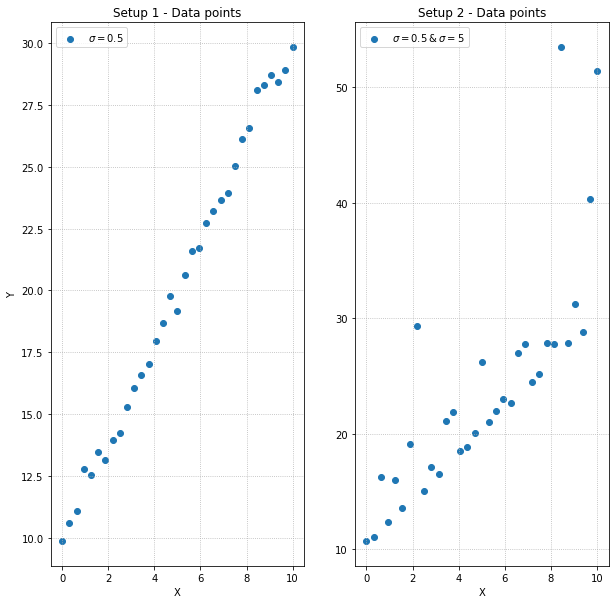 Setup 1 - Data points
σ = 0.5
30.0
27.5
25.0
22.5
20.0
17.5
15.0
12.5
10.0
Y
0 2 4 6 8 10
X
Setup 2 - Data points
σ = 0.5 & σ = 5
50
40
30
20
10
0 2 4 6 8 10
X